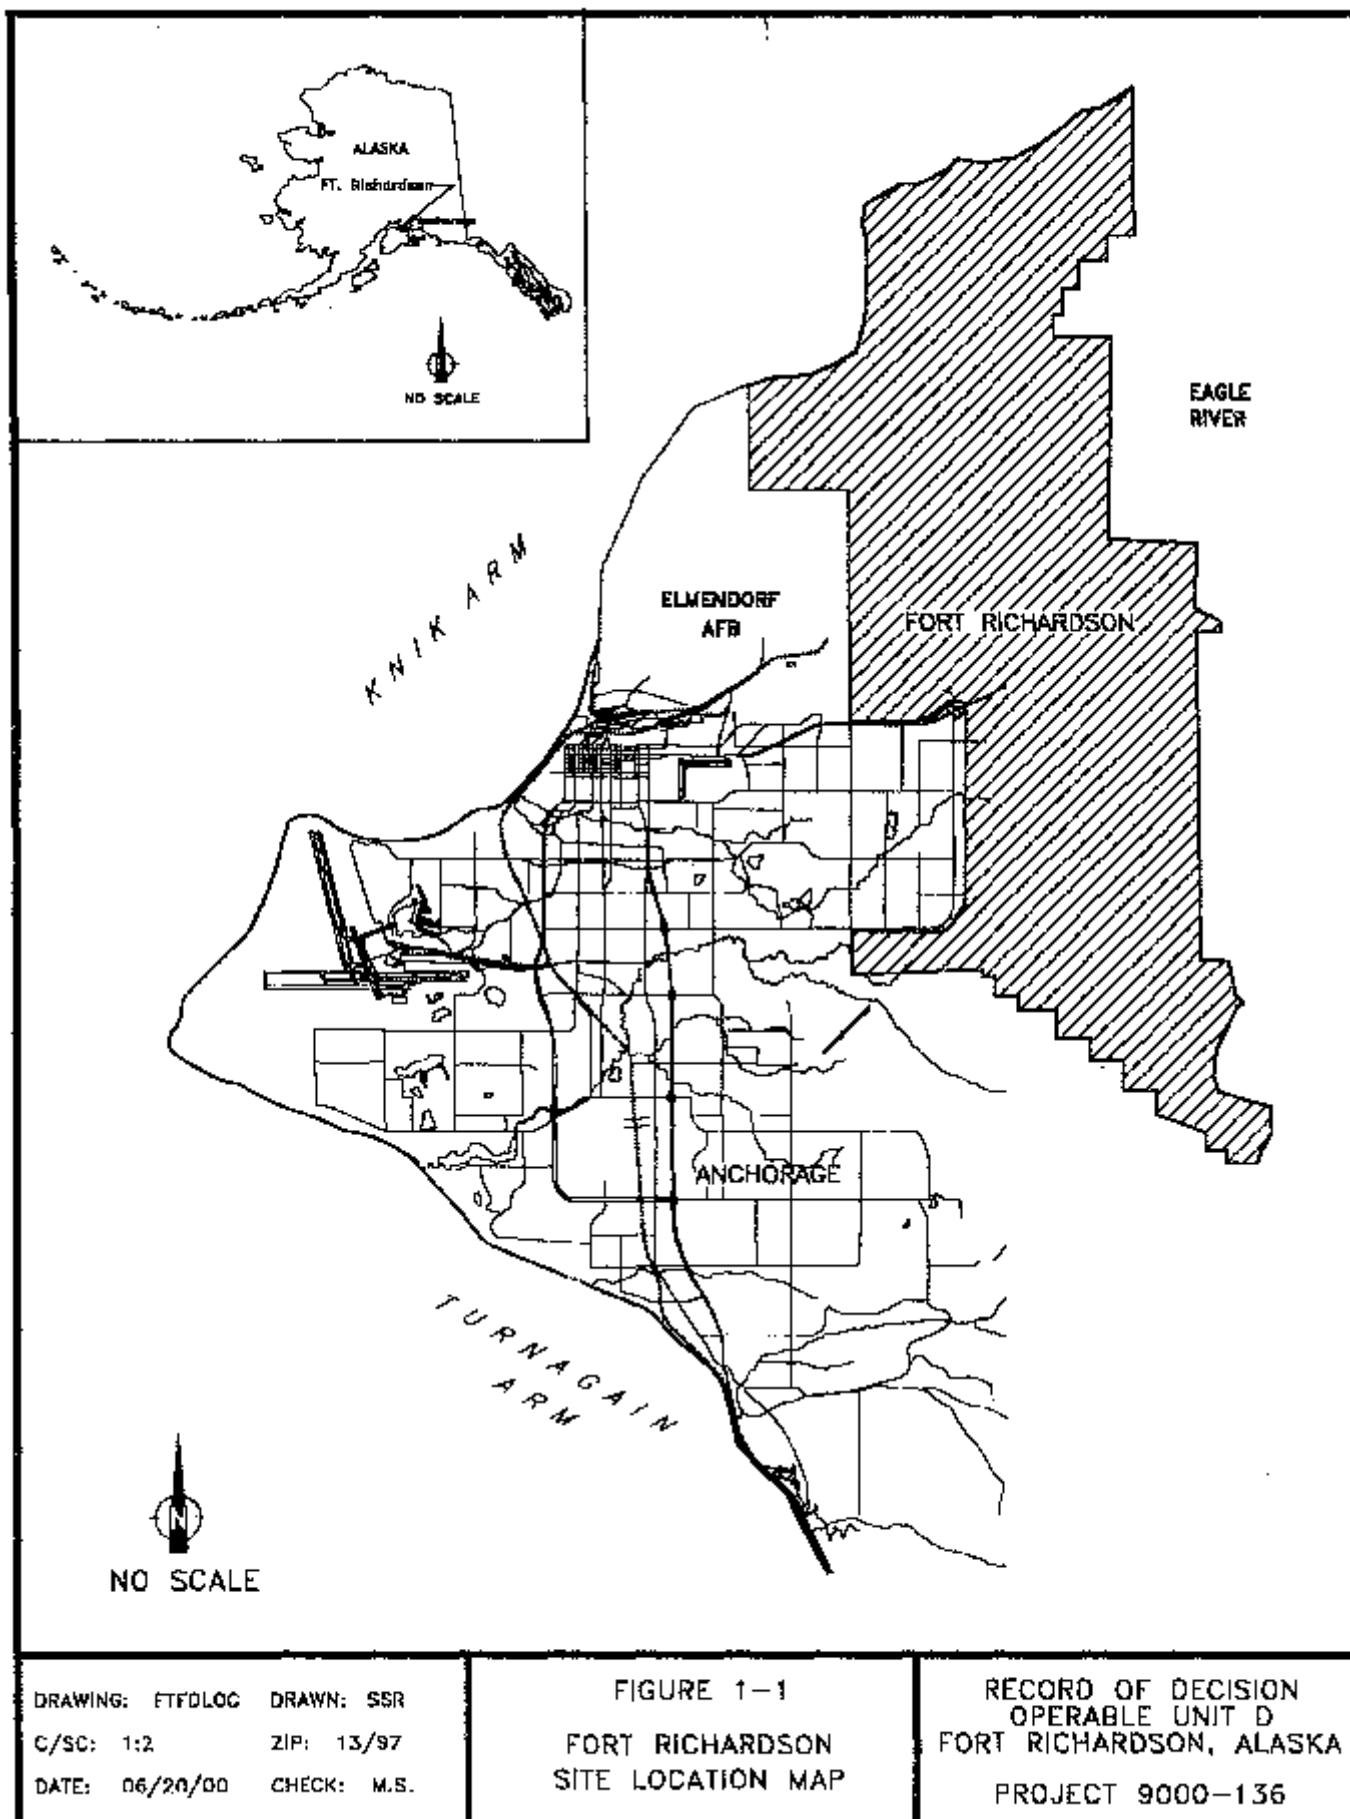 ALASKA
FT. Richardson
Anchorage
NO SCALE
EAGLE
RIVER
KNIK ARM
ELMENDORF
AFB
FORT RICHARDSON
ANCHORAGE
TURNAGAIN
ARM
N
NO SCALE
DRAWING: FTFDLOC DRAWN: SSR
C/SC: 1:2 ZIP: 13/97
DATE: 06/20/00 CHECK: M.S.
FIGURE 1-1
FORT RICHARDSON
SITE LOCATION MAP
RECORD OF DECISION
OPERABLE UNIT D
FORT RICHARDSON, ALASKA
PROJECT 9000-136